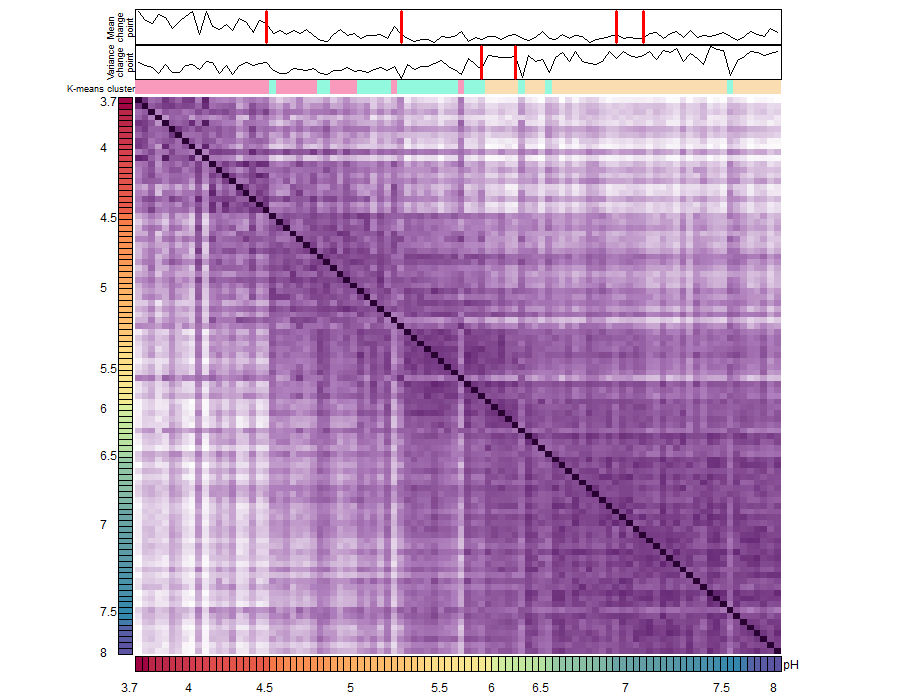 Mean
change
point
Variance
change
point
K-means cluster
3.7
4
4.5
5
5.5
6
6.5
7
7.5
8
pH
3.7 4 4.5 5 5.5 6 6.5 7 7.5 8